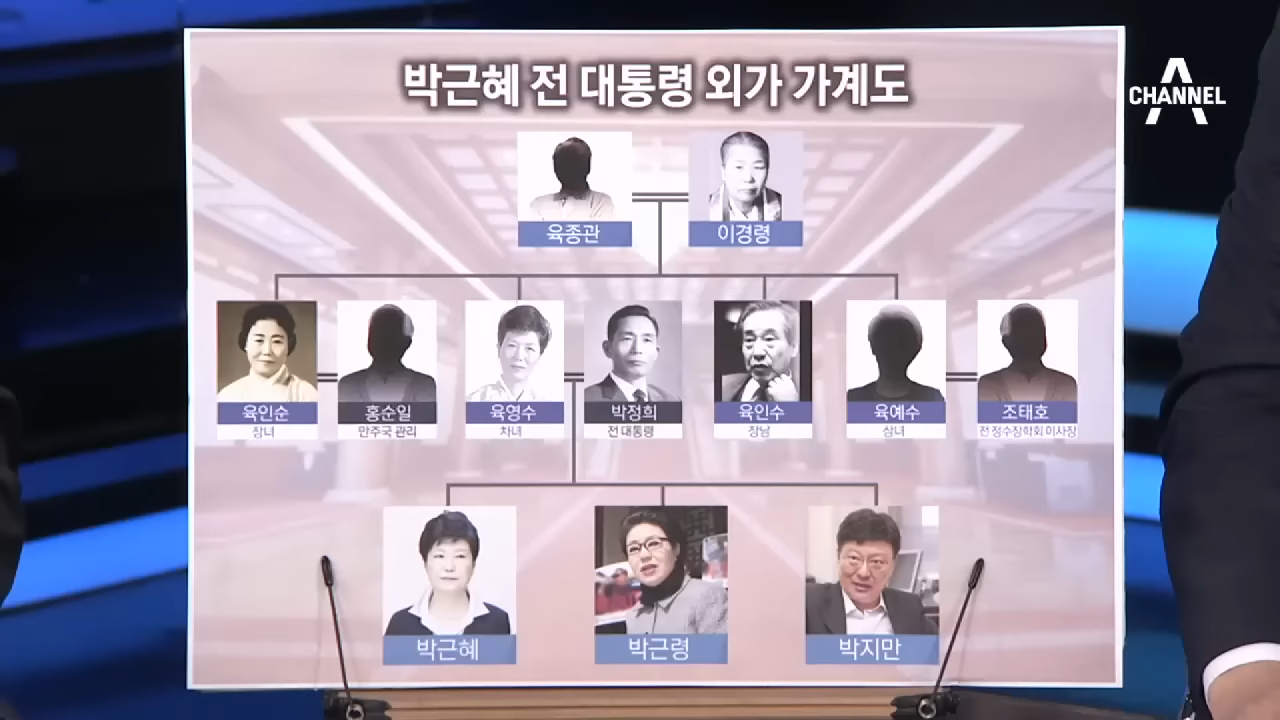 박근혜 전 대통령 외가 가계도
CHANNEL A
육종관
이경령
육인순
장녀
홍순일
만주국 관리
육영수
차녀
박정희
전 대통령
육인수
장남
육예수
삼녀
조태호
전 정수장학회 이사장
박근혜
박근령
박지만